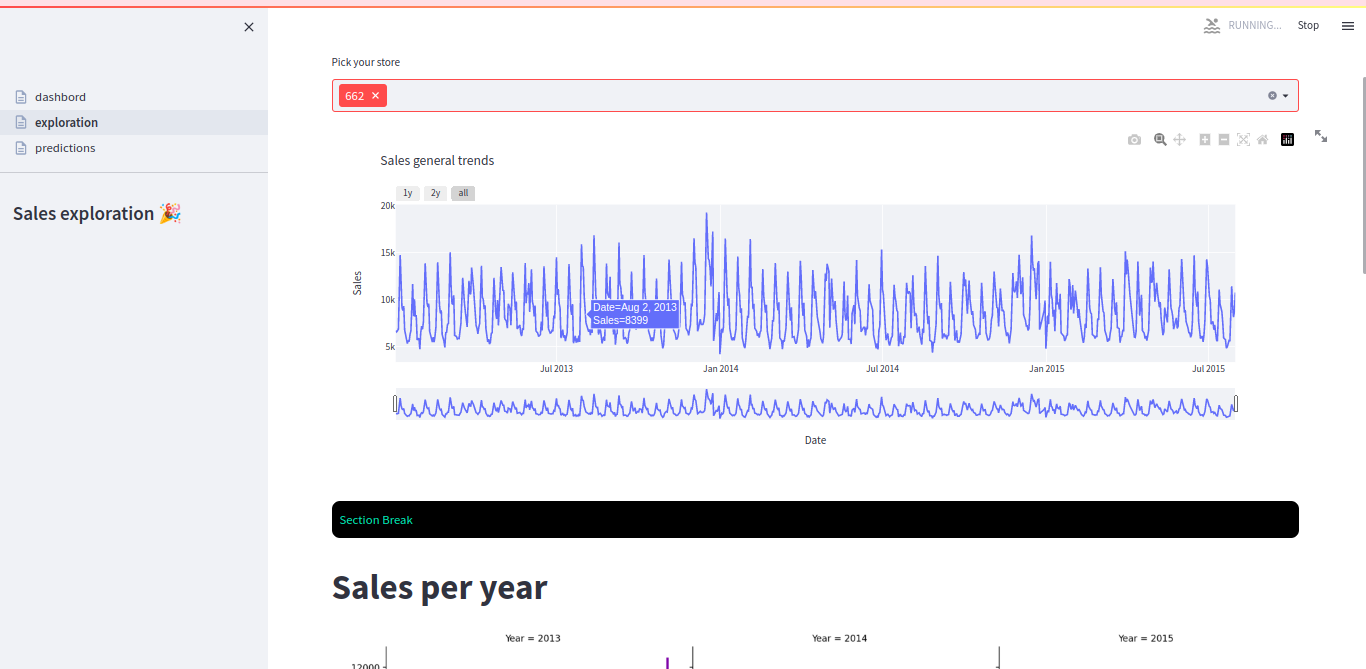 RUNNING...
Stop
dashbord
exploration
predictions
Sales exploration 🎉
Pick your store
662
Sales general trends
1y 2y all
20k
15k
10k
5k
Sales
Date=Aug 2, 2013
Sales=8399
Jul 2013 Jan 2014 Jul 2014 Jan 2015 Jul 2015
Date
Section Break
Sales per year
Year = 2013 Year = 2014 Year = 2015
12000